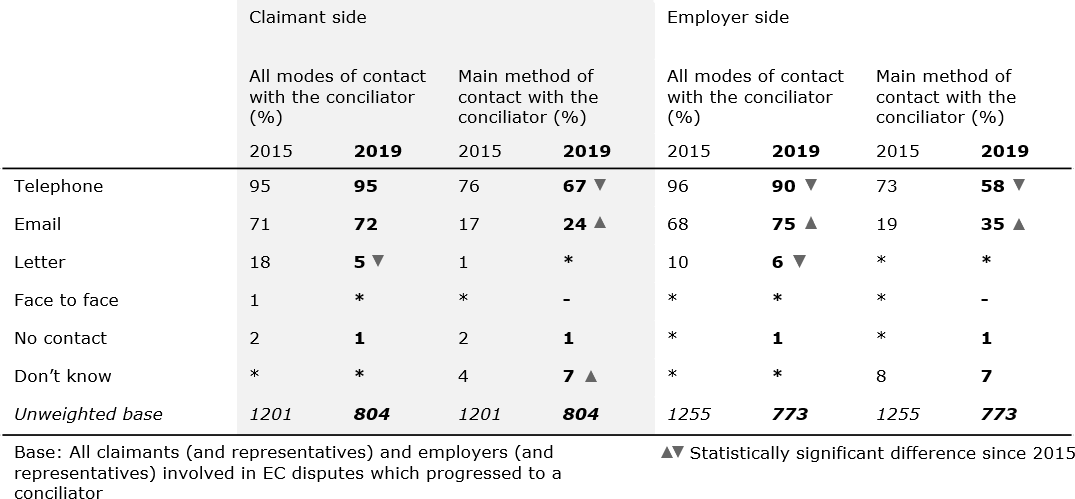 Claimant side Employer side
All modes of contact Main method of All modes of contact Main method of
with the conciliator contact with the with the conciliator contact with the
(%) conciliator (%) (%) conciliator (%)
2015 2019 2015 2019 2015 2019 2015 2019
Telephone 95 95 76 67 ▼ 96 90 ▼ 73 58 ▼
Email 71 72 17 24 ▲ 68 75 ▲ 19 35 ▲
Letter 18 5 ▼ 1 * 10 6 ▼ * *
Face to face 1 * * - * * * -
No contact 2 1 2 1 * 1 * 1
Don’t know * * 4 7 ▲ * * 8 7
Unweighted base 1201 804 1201 804 1255 773 1255 773
Base: All claimants (and representatives) and employers (and
representatives) involved in EC disputes which progressed to a
conciliator
▲▼ Statistically significant difference since 2015